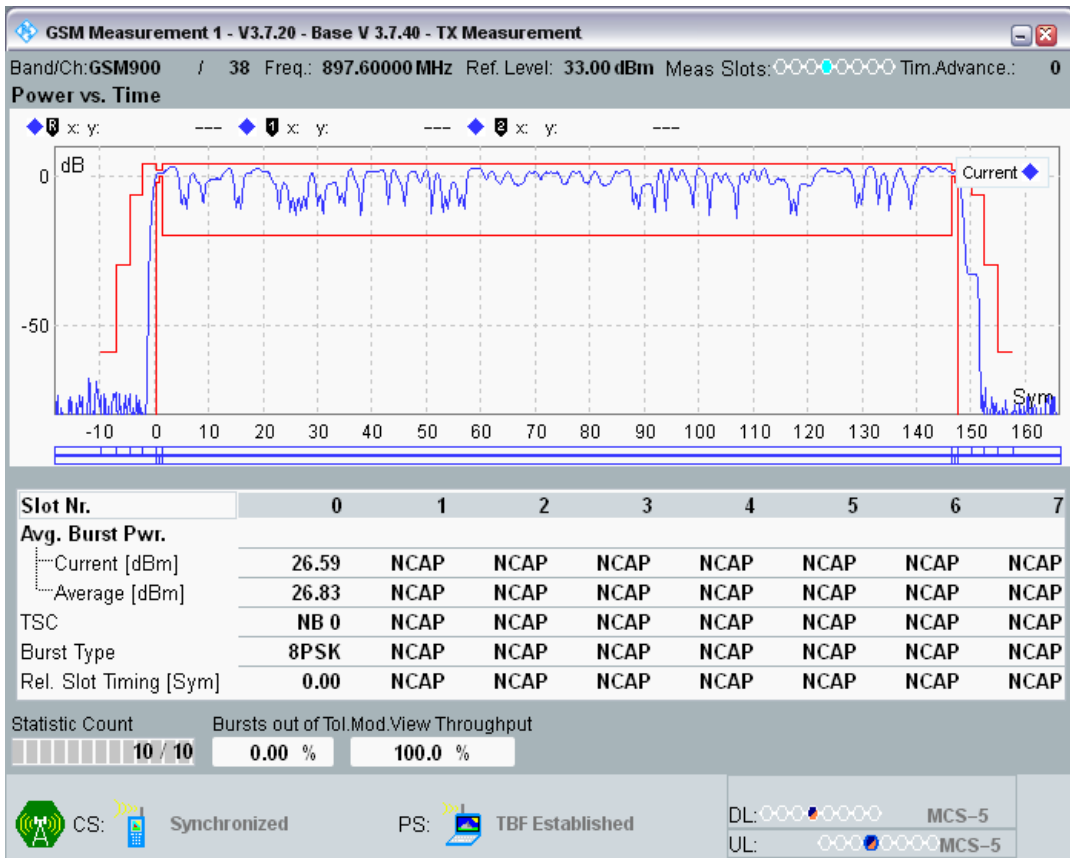 GSM Measurement 1 - V3.7.20 - Base V 3.7.40 - TX Measurement
Band/Ch:GSM900 / 38 Freq.: 897.60000 MHz Ref. Level: 33.00 dBm Meas Slots: Tim.Advance.: 0
Power vs. Time
R x: y: --- 1 x: y: --- 2 x: y: ---
dB
Current
0
-50
Sym
-10 0 10 20 30 40 50 60 70 80 90 100 110 120 130 140 150 160
Slot Nr. 0 1 2 3 4 5 6 7
Avg. Burst Pwr.
Current [dBm] 26.59 NCAP NCAP NCAP NCAP NCAP NCAP NCAP
Average [dBm] 26.83 NCAP NCAP NCAP NCAP NCAP NCAP NCAP
TSC NB 0 NCAP NCAP NCAP NCAP NCAP NCAP NCAP
Burst Type 8PSK NCAP NCAP NCAP NCAP NCAP NCAP NCAP
Rel. Slot Timing [Sym] 0.00 NCAP NCAP NCAP NCAP NCAP NCAP NCAP
Statistic Count Bursts out of Tol.Mod.View Throughput
10 / 10 0.00 % 100.0 %
CS: Synchronized PS: TBF Established
DL: MCS-5
UL: MCS-5